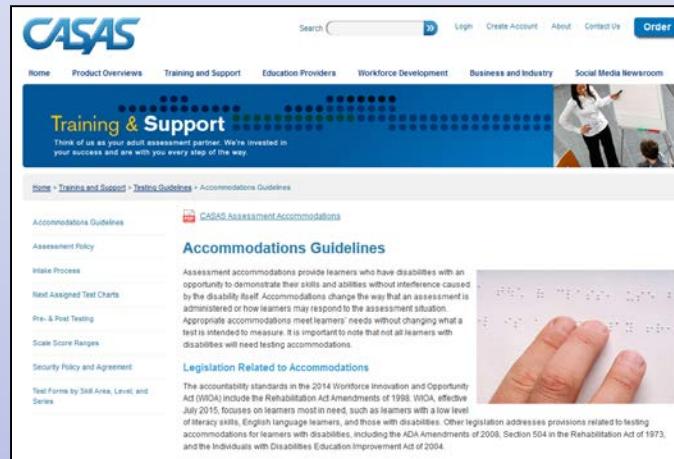 CASAS
Search
Login Create Account About Contact Us Order
Home Product Overviews Training and Support Education Providers Workforce Development Business and Industry Social Media Newsroom
Training & Support
Think of us as your adult assessment partner. We're invested in
your success and are with you every step of the way.
Home > Training and Support > Testing Guidelines > Accommodations Guidelines
Accommodations Guidelines
Assessment Policy
Intake Process
Next Assigned Test Charts
Pre- & Post Testing
Scale Score Ranges
Security Policy and Agreement
Test Forms by Skill Area, Level, and
Series
CASAS Assessment Accommodations
Accommodations Guidelines
Assessment accommodations provide learners who have disabilities with an
opportunity to demonstrate their skills and abilities without interference caused
by the disability itself. Accommodations change the way that an assessment is
administered or how learners may respond to the assessment situation.
Appropriate accommodations meet learners' needs without changing what a
test is intended to measure. It is important to note that not all learners with
disabilities will need testing accommodations.
Legislation Related to Accommodations
The accountability standards in the 2014 Workforce Innovation and Opportunity
Act (WIOA) include the Rehabilitation Act Amendments of 1998. WIOA, effective
July 2015, focuses on learners most in need, such as learners with a low level
of literacy skills, English language learners, and those with disabilities. Other legislation addresses provisions related to testing
accommodations for learners with disabilities, including the ADA Amendments of 2008, Section 504 in the Rehabilitation Act of 1973,
and the Individuals with Disabilities Education Improvement Act of 2004.